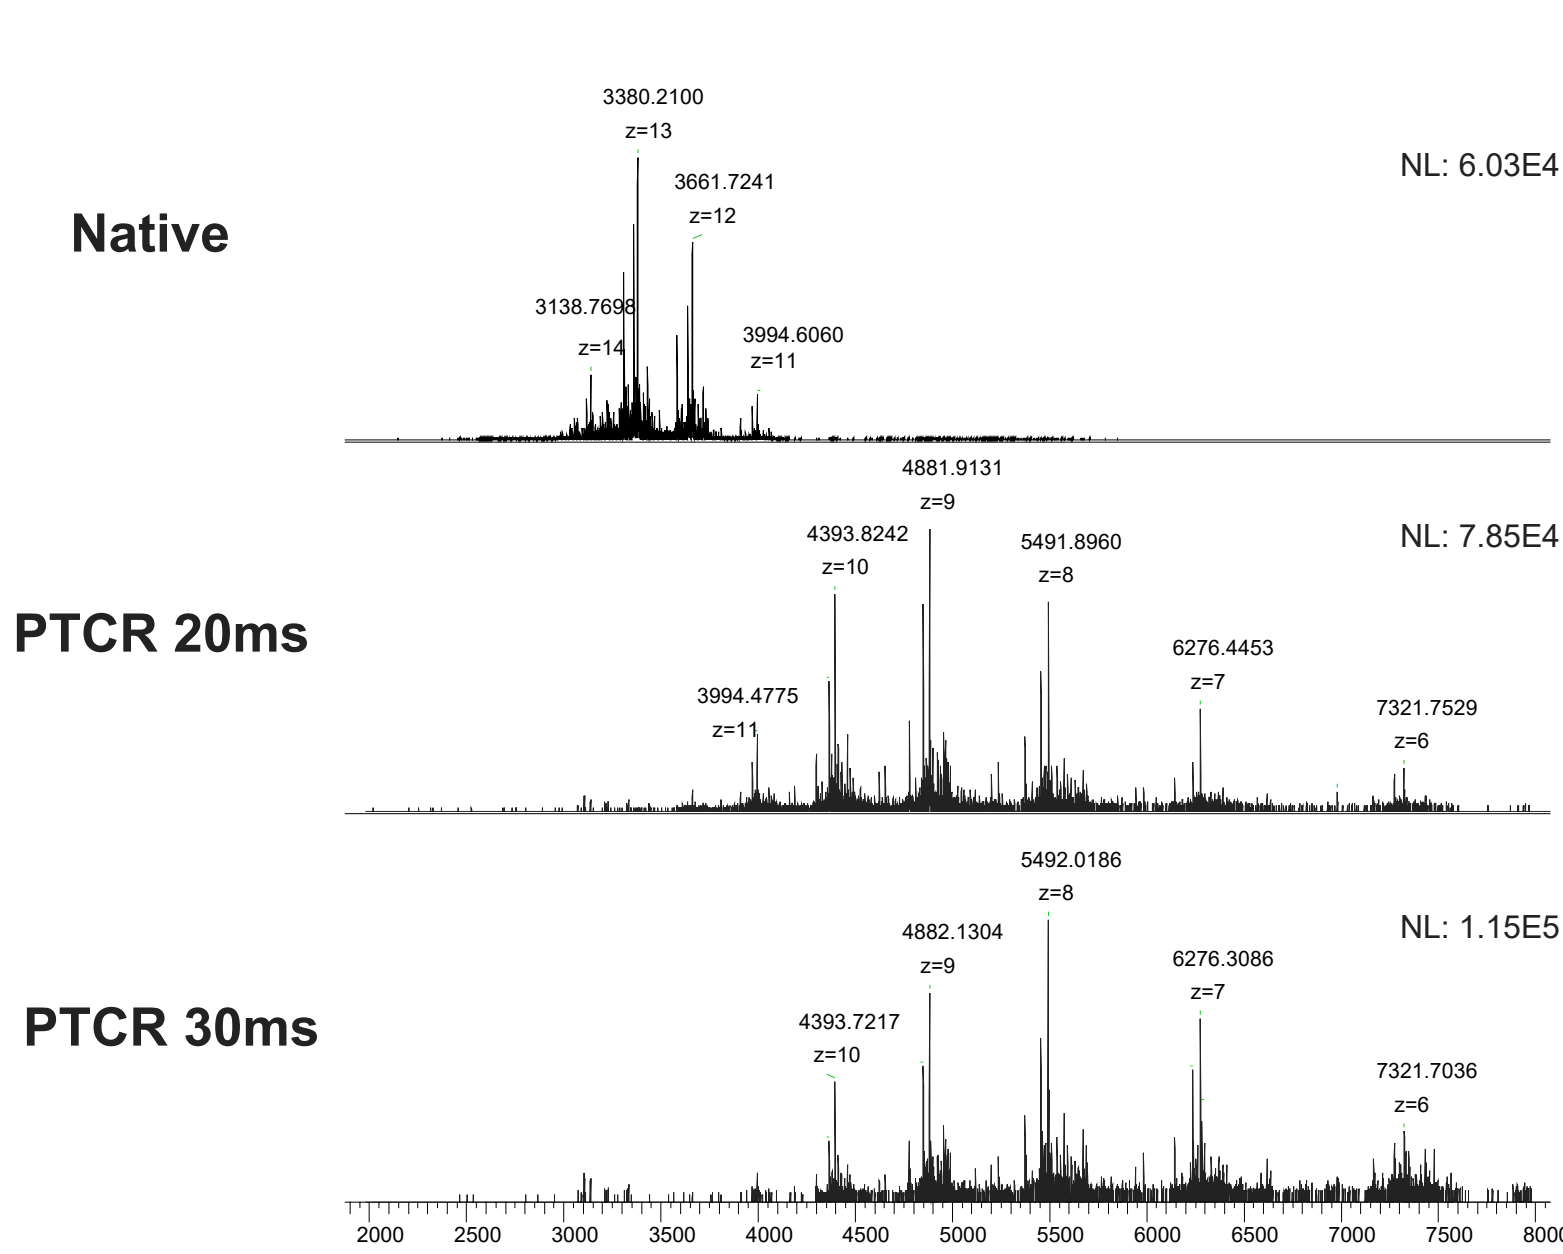 3380.2100
z=13
NL: 6.03E4
3661.7241
z=12
Native
3138.7698
z=14
3994.6060
z=11
4881.9131
z=9
NL: 7.85E4
4393.8242
z=10
5491.8960
z=8
PTCR 20ms
6276.4453
z=7
3994.4775
z=11
7321.7529
z=6
5492.0186
z=8
NL: 1.15E5
4882.1304
z=9
6276.3086
z=7
PTCR 30ms
4393.7217
z=10
7321.7036
z=6
2000 2500 3000 3500 4000 4500 5000 5500 6000 6500 7000 7500 8000